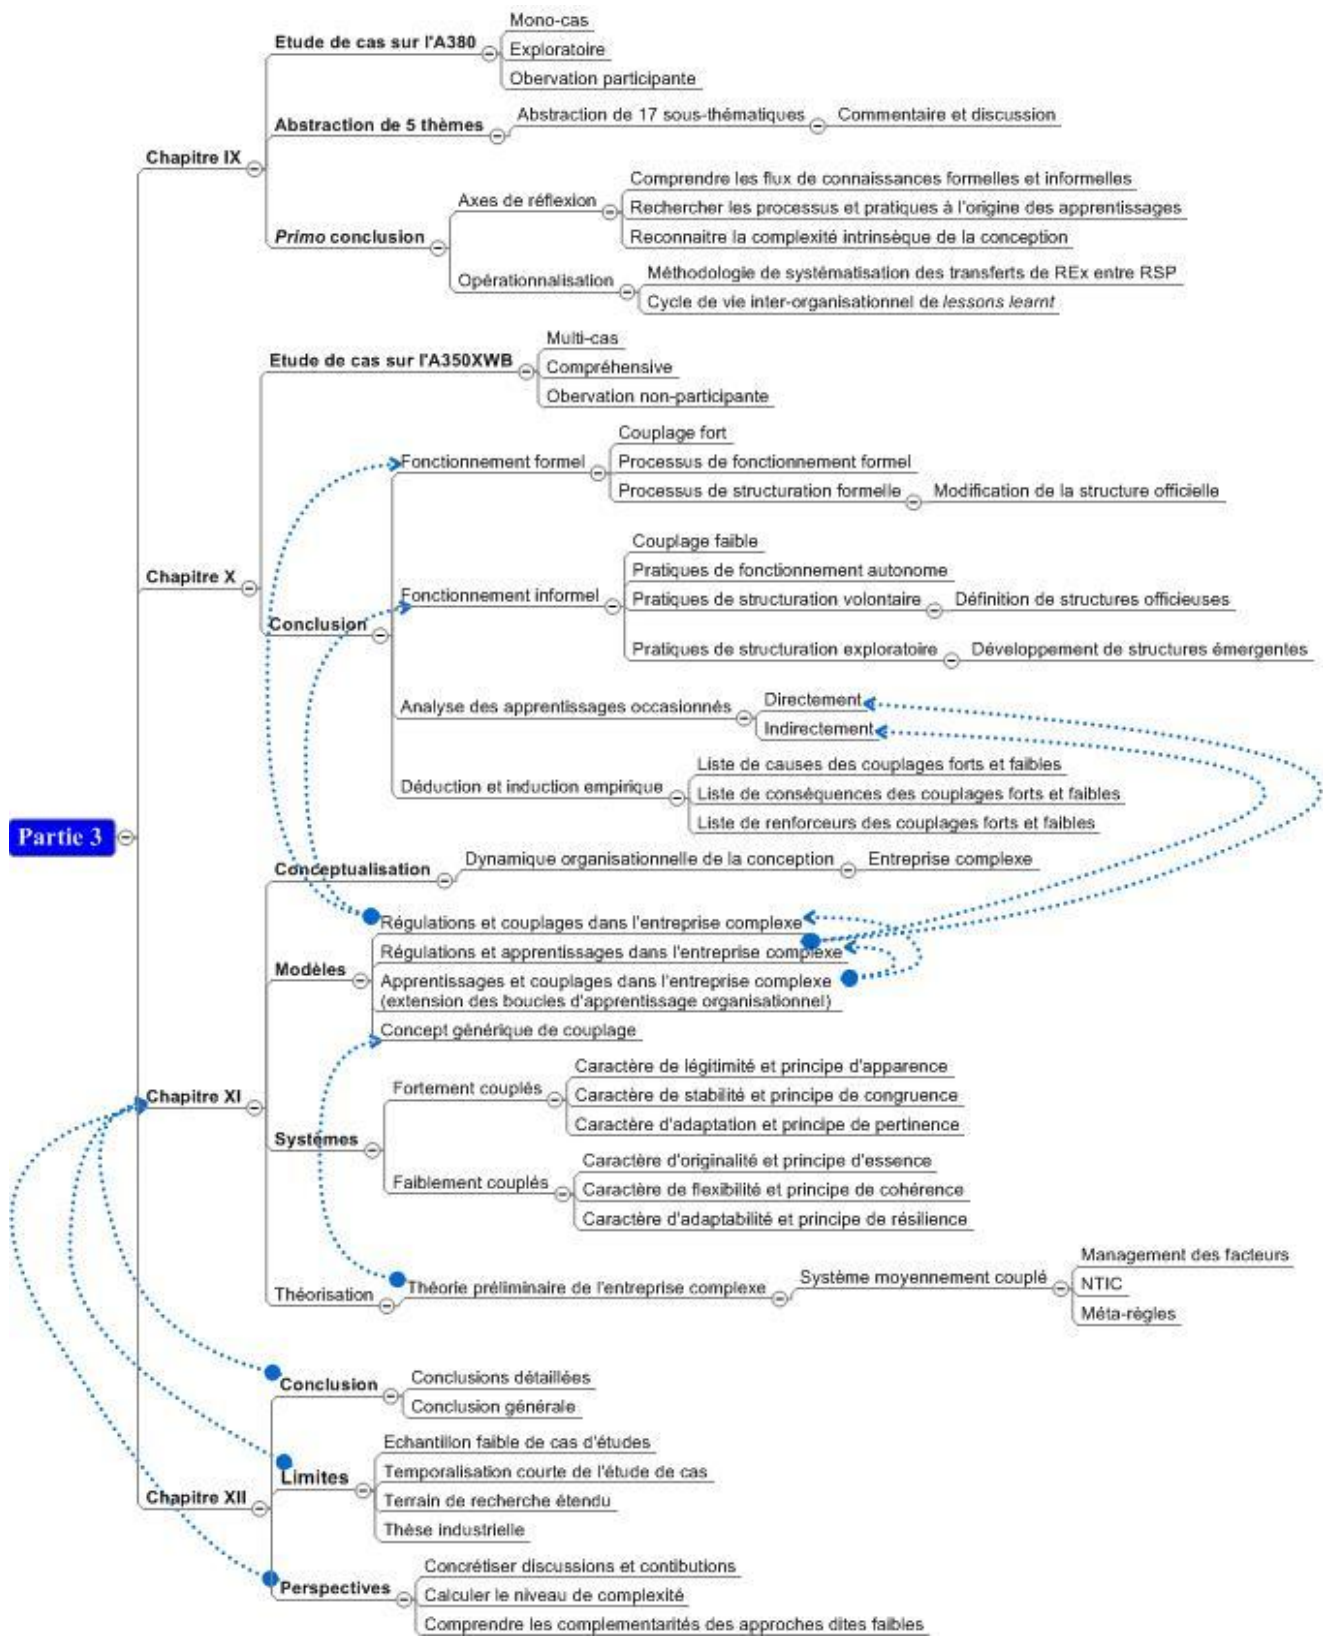 Partie 3
Chapitre IX
Etude de cas sur l'A380
Mono-cas
Exploratoire
Obervation participante
Abstraction de 5 thèmes
Abstraction de 17 sous-thématiques
Commentaire et discussion
Primo conclusion
Axes de réflexion
Comprendre les flux de connaissances formelles et informelles
Rechercher les processus et pratiques à l'origine des apprentissages
Reconnaitre la complexité intrinsèque de la conception
Opérationnalisation
Méthodologie de systématisation des transferts de REx entre RSP
Cycle de vie inter-organisationnel de lessons learnt
Chapitre X
Etude de cas sur l'A350XWB
Multi-cas
Compréhensive
Obervation non-participante
Conclusion
Fonctionnement formel
Couplage fort
Processus de fonctionnement formel
Processus de structuration formelle
Modification de la structure officielle
Fonctionnement informel
Couplage faible
Pratiques de fonctionnement autonome
Pratiques de structuration volontaire
Définition de structures officieuses
Pratiques de structuration exploratoire
Développement de structures émergentes
Analyse des apprentissages occasionnés
Directement
Indirectement
Déduction et induction empirique
Liste de causes des couplages forts et faibles
Liste de conséquences des couplages forts et faibles
Liste de renforceurs des couplages forts et faibles
Chapitre XI
Conceptualisation
Dynamique organisationnelle de la conception
Entreprise complexe
Modèles
Régulations et couplages dans l'entreprise complexe
Régulations et apprentissages dans l'entreprise complexe
Apprentissages et couplages dans l'entreprise complexe
(extension des boucles d'apprentissage organisationnel)
Concept générique de couplage
Systèmes
Fortement couplés
Caractère de légitimité et principe d'apparence
Caractère de stabilité et principe de congruence
Caractère d'adaptation et principe de pertinence
Faiblement couplés
Caractère d'originalité et principe d'essence
Caractère de flexibilité et principe de cohérence
Caractère d'adaptabilité et principe de résilience
Théorisation
Théorie préliminaire de l'entreprise complexe
Système moyennement couplé
Management des facteurs
NTIC
Méta-règles
Chapitre XII
Conclusion
Conclusions détaillées
Conclusion générale
Limites
Echantillon faible de cas d'études
Temporalisation courte de l'étude de cas
Terrain de recherche étendu
Thèse industrielle
Perspectives
Concrétiser discussions et contibutions
Calculer le niveau de complexité
Comprendre les complementarités des approches dites faibles